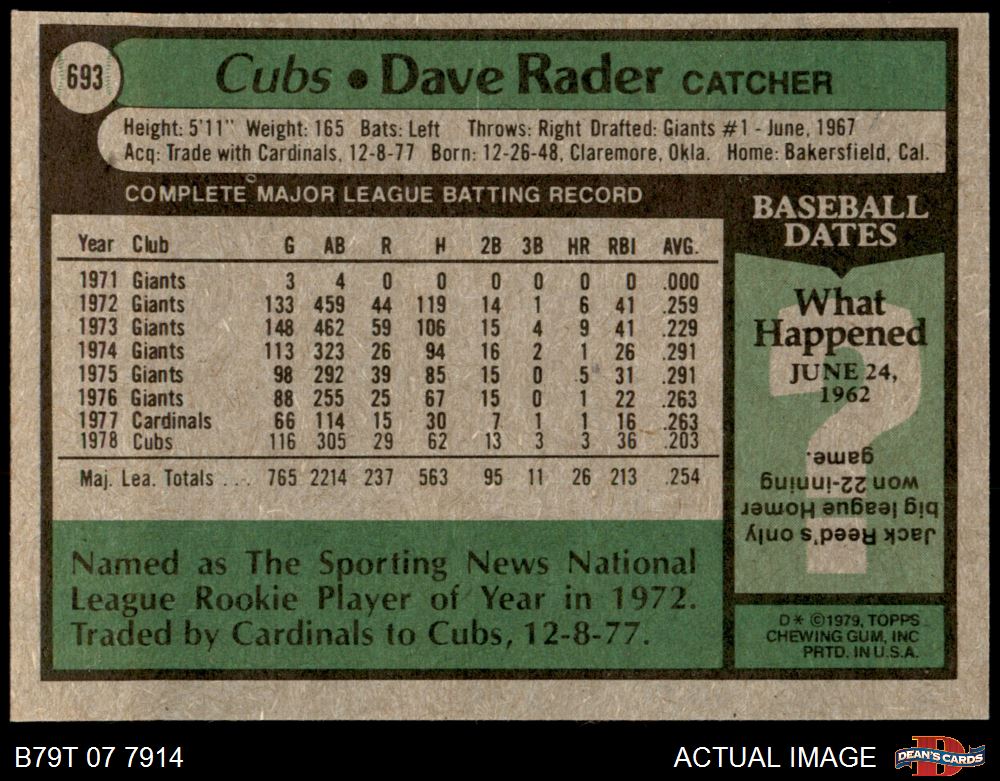 693
Cubs • Dave Rader CATCHER
Height: 5'11" Weight: 165 Bats: Left Throws: Right Drafted: Giants #1 - June, 1967
Acq: Trade with Cardinals, 12-8-77 Born: 12-26-48, Claremore, Okla. Home: Bakersfield, Cal.
COMPLETE MAJOR LEAGUE BATTING RECORD
Year Club G AB R H 2B 3B HR RBI AVG.
1971 Giants 3 4 0 0 0 0 0 0 .000
1972 Giants 133 459 44 119 14 1 6 41 .259
1973 Giants 148 462 59 106 15 4 9 41 .229
1974 Giants 113 323 26 94 16 2 1 26 .291
1975 Giants 98 292 39 85 15 0 5 31 .291
1976 Giants 88 255 25 67 15 0 1 22 .263
1977 Cardinals 66 114 15 30 7 1 1 16 .263
1978 Cubs 116 305 29 62 13 3 3 36 .203
Maj. Lea. Totals . . . 765 2214 237 563 95 11 26 213 .254
Named as The Sporting News National
League Rookie Player of Year in 1972.
Traded by Cardinals to Cubs, 12-8-77.
BASEBALL
DATES
What
Happened
JUNE 24,
1962
Jack Reed's only
big league Homer
won 22-inning
game.
D* ©1979, TOPPS
CHEWING GUM, INC
PRTD. IN U.S.A.
B79T 07 7914
ACTUAL IMAGE
D
DEAN'S CARDS